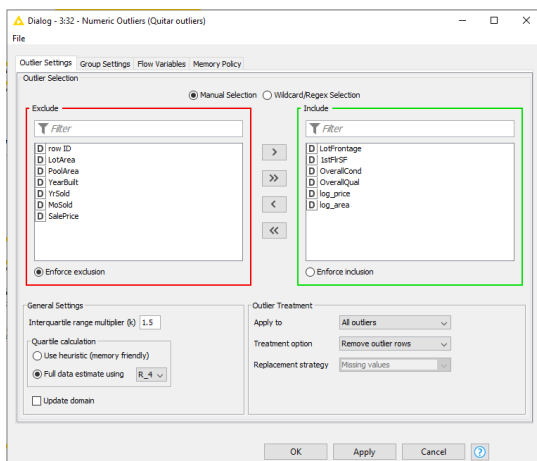 Dialog - 3:32 - Numeric Outliers (Quitar outliers)
File
Outlier Settings Group Settings Flow Variables Memory Policy
Outlier Selection
Manual Selection Wildcard/Regex Selection
Exclude
Filter
D row ID
D LotArea
D PoolArea
D YearBuilt
D YrSold
D MoSold
D SalePrice
Enforce exclusion
>
>>
<
<<
Include
Filter
D LotFrontage
D 1stFlrSF
D OverallCond
D OverallQual
D log_price
D log_area
Enforce inclusion
General Settings
Interquartile range multiplier (k) 1.5
Quartile calculation
Use heuristic (memory friendly)
Full data estimate using R_4
Update domain
Outlier Treatment
Apply to All outliers
Treatment option Remove outlier rows
Replacement strategy Missing values
OK Apply Cancel ?